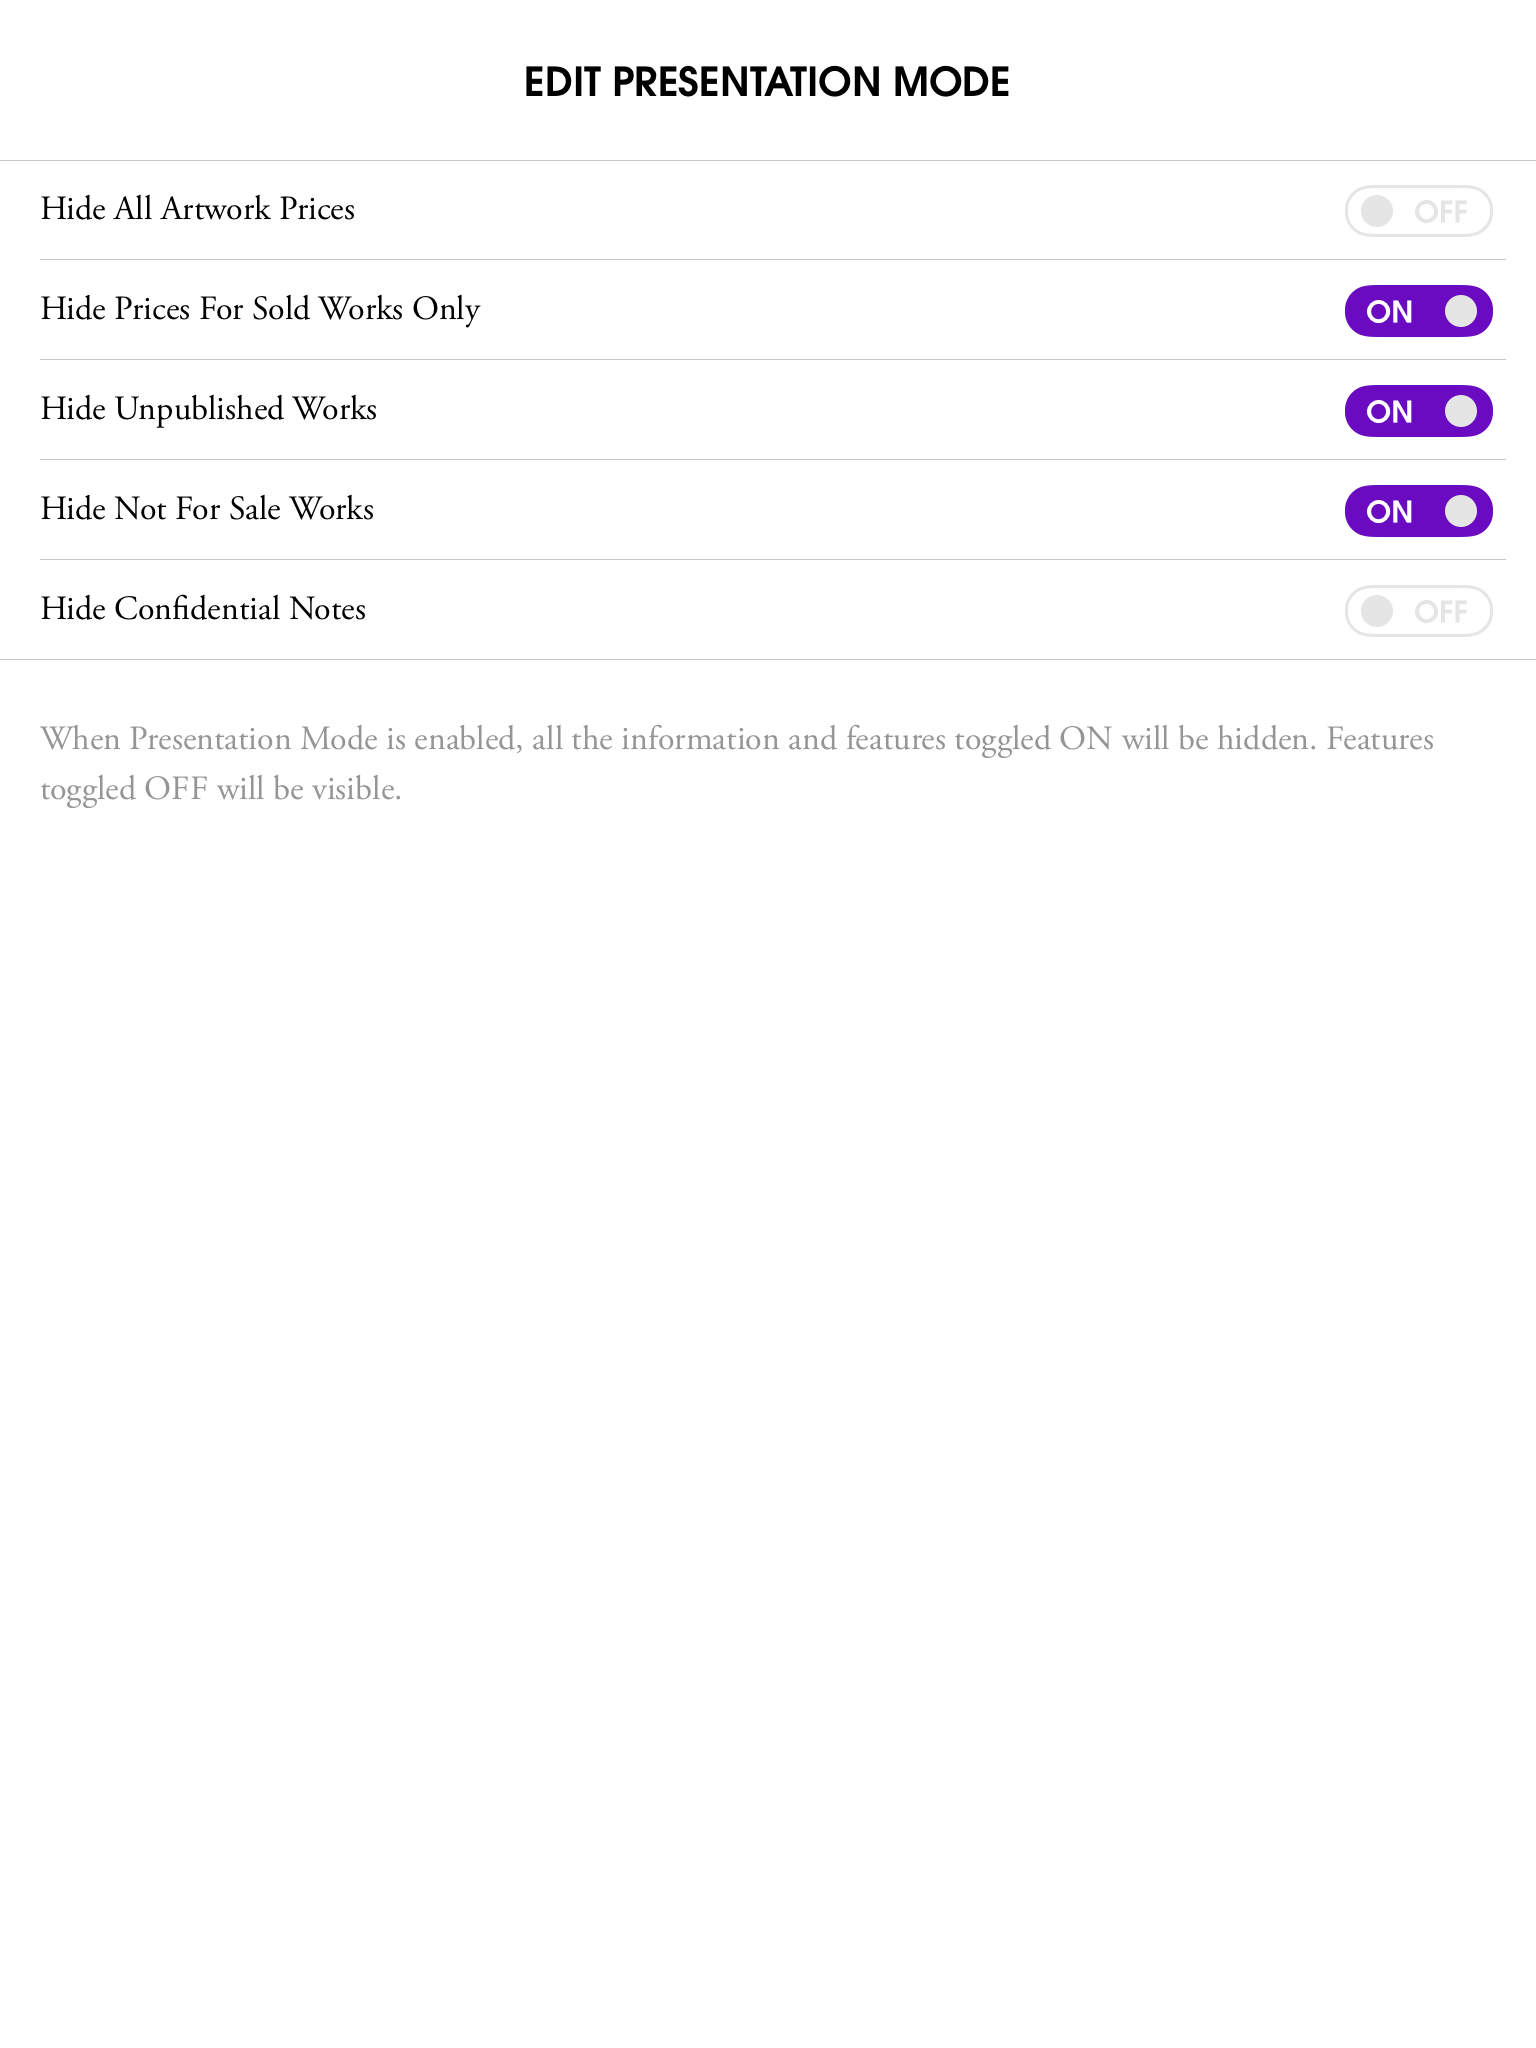 EDIT PRESENTATION MODE
Hide All Artwork Prices
OFF
Hide Prices For Sold Works Only
ON
Hide Unpublished Works
ON
Hide Not For Sale Works
ON
Hide Confidential Notes
OFF
When Presentation Mode is enabled, all the information and features toggled ON will be hidden. Features
toggled OFF will be visible.